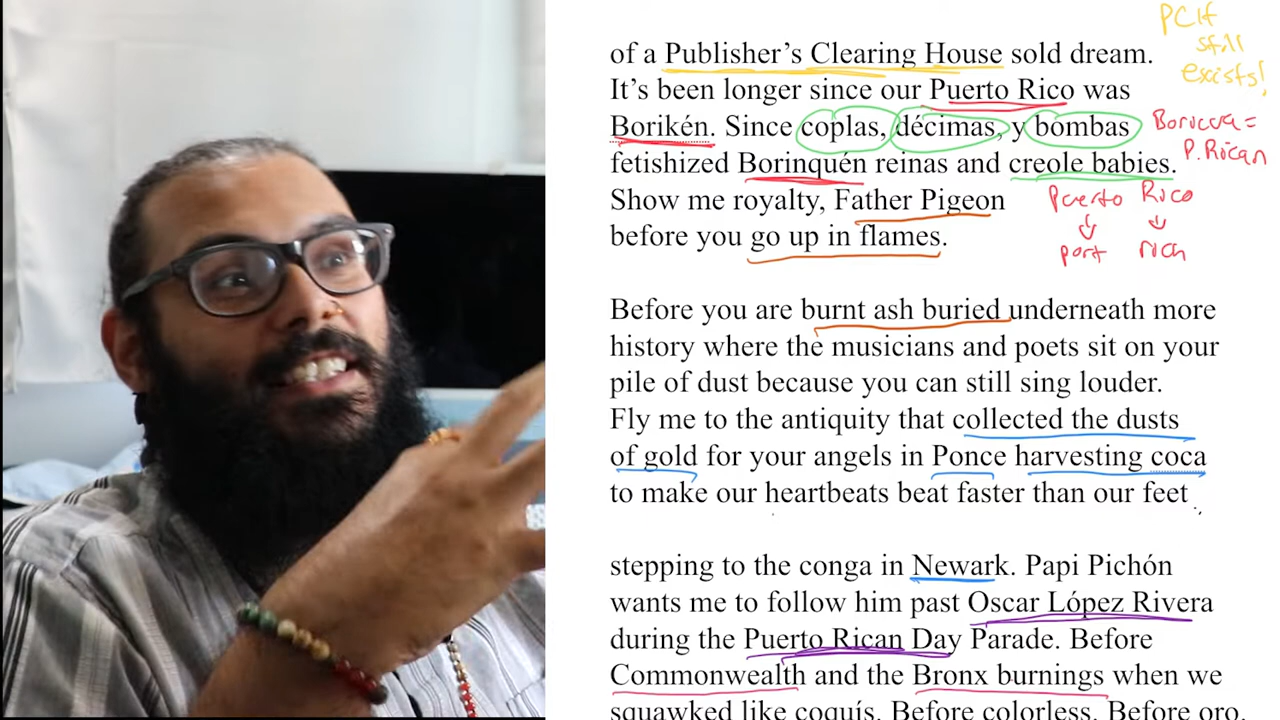 of a Publisher's Clearing House sold dream.
It's been longer since our Puerto Rico was
Borikén. Since coplas, décimas, y bombas
fetishized Borinquén reinas and creole babies.
Show me royalty, Father Pigeon
before you go up in flames.
Before you are burnt ash buried underneath more
history where the musicians and poets sit on your
pile of dust because you can still sing louder.
Fly me to the antiquity that collected the dusts
of gold for your angels in Ponce harvesting coca
to make our heartbeats beat faster than our feet
stepping to the conga in Newark. Papi Pichón
wants me to follow him past Oscar López Rivera
during the Puerto Rican Day Parade. Before
Commonwealth and the Bronx burnings when we
squawked like coquís. Before colorless. Before oro.
PCH
still
exists!
Boricua =
P. Rican
Puerto Rico
port rich